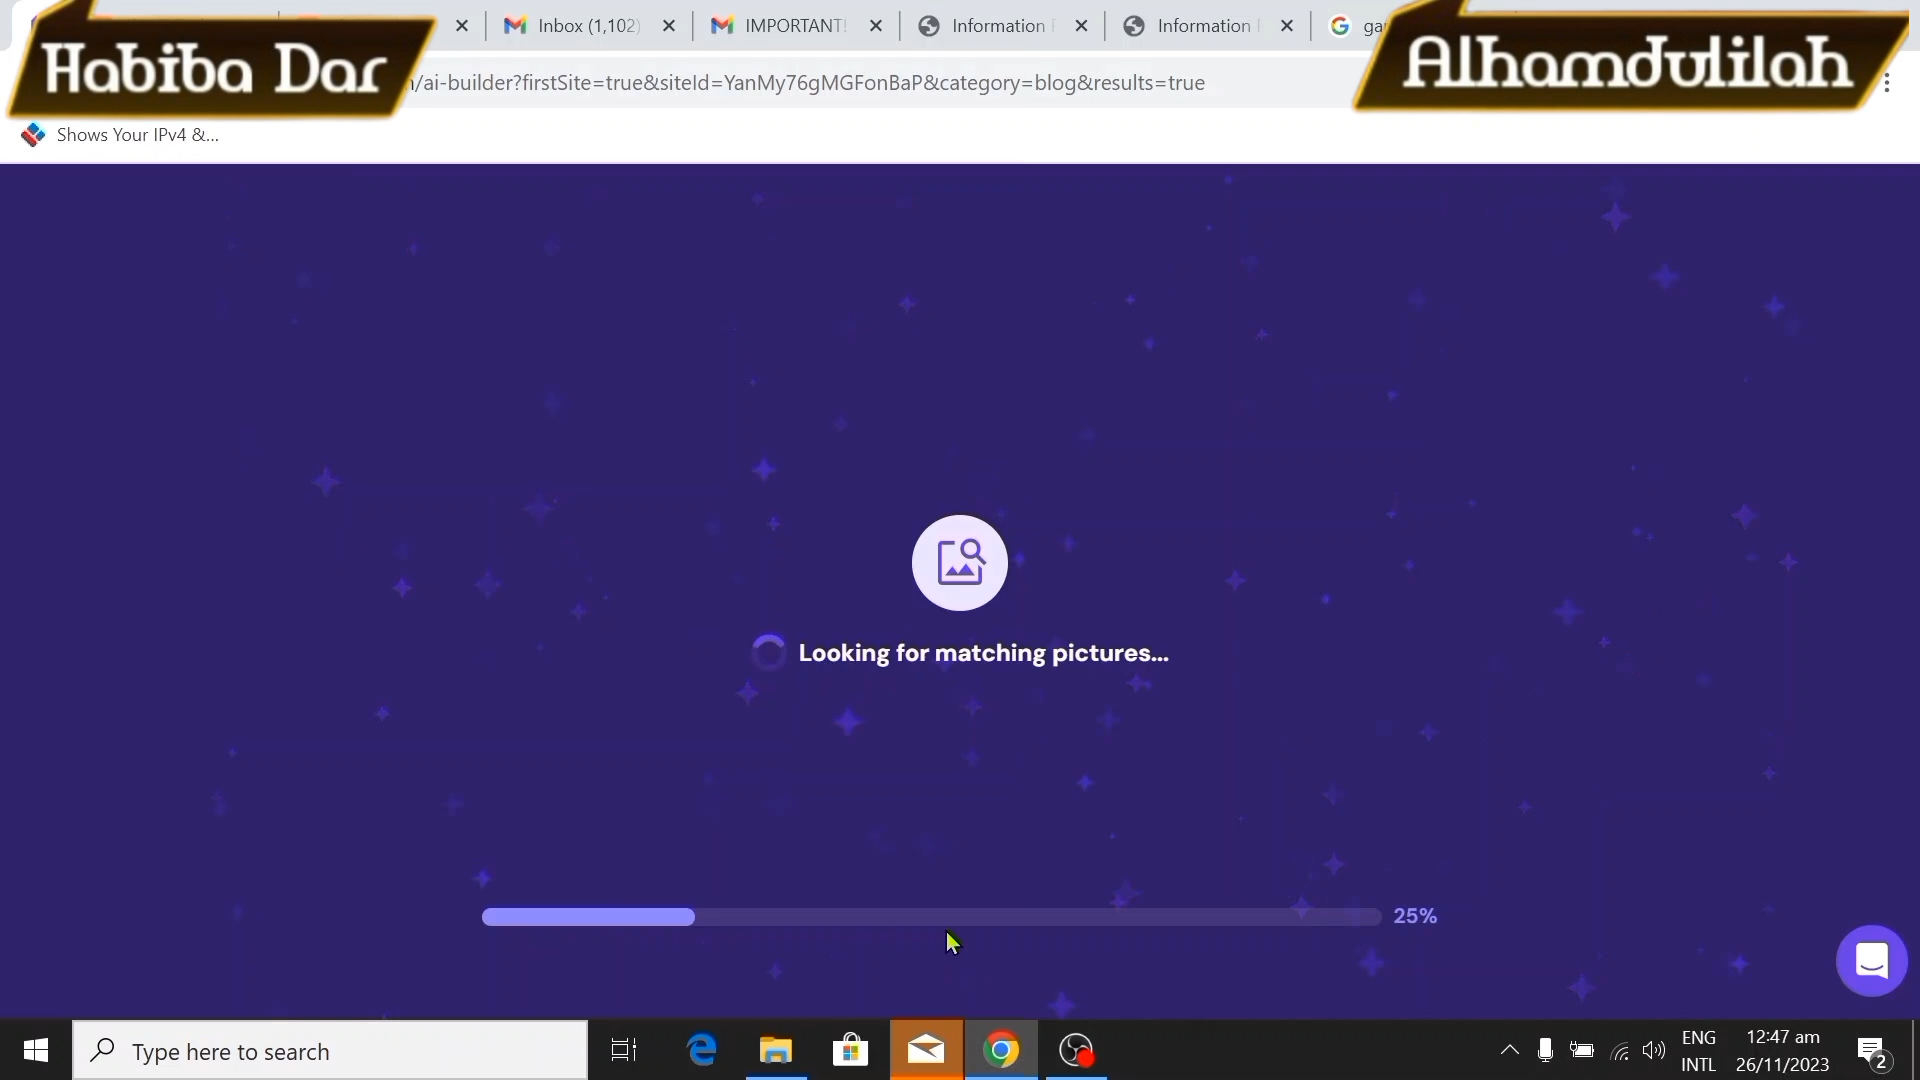 Habiba Dar
Alhamdulilah
Inbox (1,102)
IMPORTANT!
Information
Information
ga
/ai-builder?firstSite=true&siteId=YanMy76gMGFonBaP&category=blog&results=true
Shows Your IPv4 &...
Looking for matching pictures...
25%
Type here to search
ENG
INTL
12:47 am
26/11/2023
2